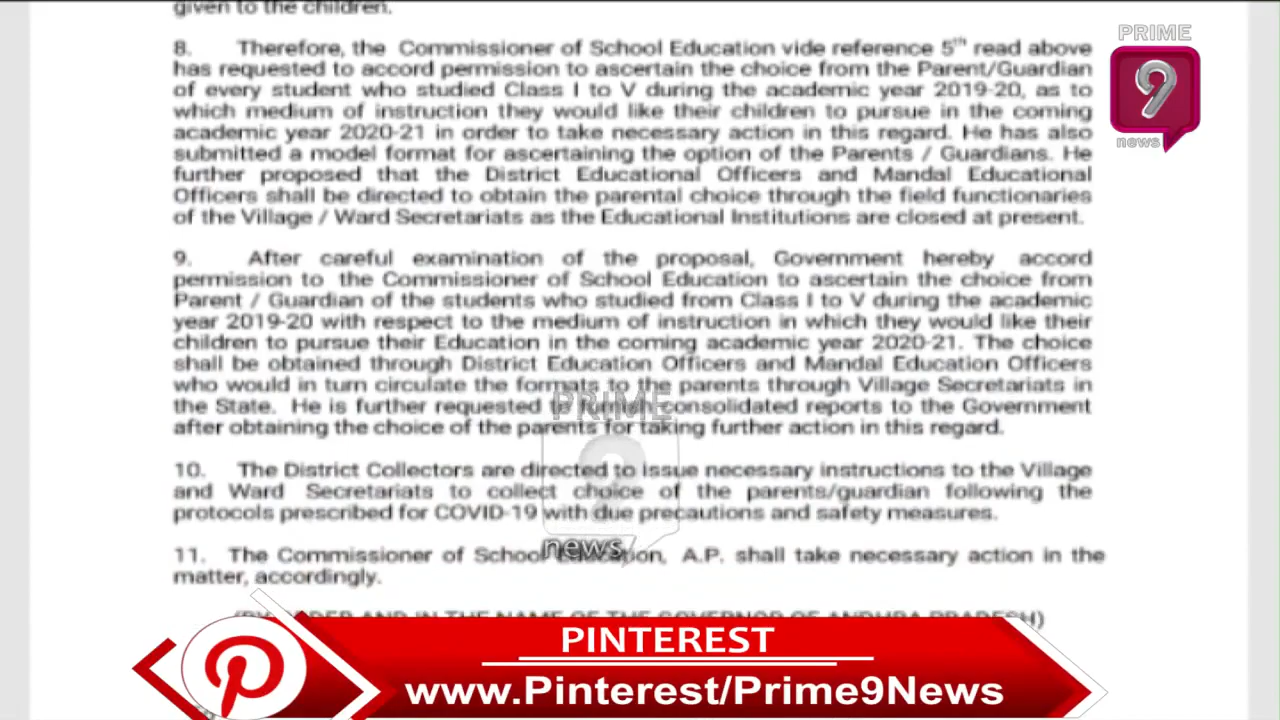 given to the children.
8. Therefore, the Commissioner of School Education vide reference 5th read above
has requested to accord permission to ascertain the choice from the Parent/Guardian
of every student who studied Class I to V during the academic year 2019-20, as to
which medium of instruction they would like their children to pursue in the coming
academic year 2020-21 in order to take necessary action in this regard. He has also
submitted a model format for ascertaining the option of the Parents / Guardians. He
further proposed that the District Educational Officers and Mandal Educational
Officers shall be directed to obtain the parental choice through the field functionaries
of the Village / Ward Secretariats as the Educational Institutions are closed at present.
9. After careful examination of the proposal, Government hereby accord
permission to the Commissioner of School Education to ascertain the choice from
Parent / Guardian of the students who studied from Class I to V during the academic
year 2019-20 with respect to the medium of instruction in which they would like their
children to pursue their Education in the coming academic year 2020-21. The choice
shall be obtained through District Education Officers and Mandal Education Officers
who would in turn circulate the formats to the parents through Village Secretariats in
the State. He is further requested to furnish consolidated reports to the Government
after obtaining the choice of the parents for taking further action in this regard.
10. The District Collectors are directed to issue necessary instructions to the Village
and Ward Secretariats to collect choice of the parents/guardian following the
protocols prescribed for COVID-19 with due precautions and safety measures.
11. The Commissioner of School Education, A.P. shall take necessary action in the
matter, accordingly.
(BY ORDER AND IN THE NAME OF THE GOVERNOR OF ANDHRA PRADESH)
PRIME
9
news
PRIME
9
news
PINTEREST
www.Pinterest/Prime9News